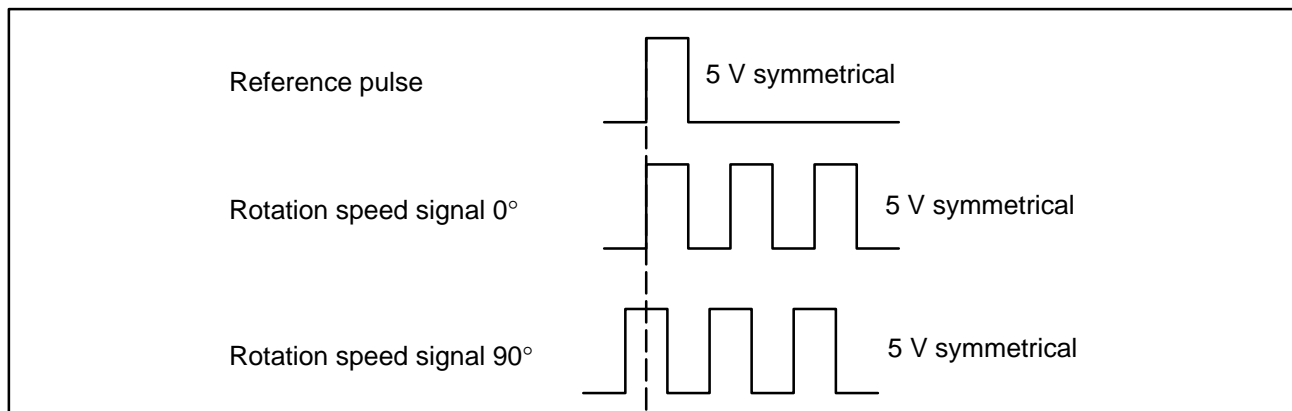 Reference pulse
5 V symmetrical
Rotation speed signal 0°
5 V symmetrical
Rotation speed signal 90°
5 V symmetrical